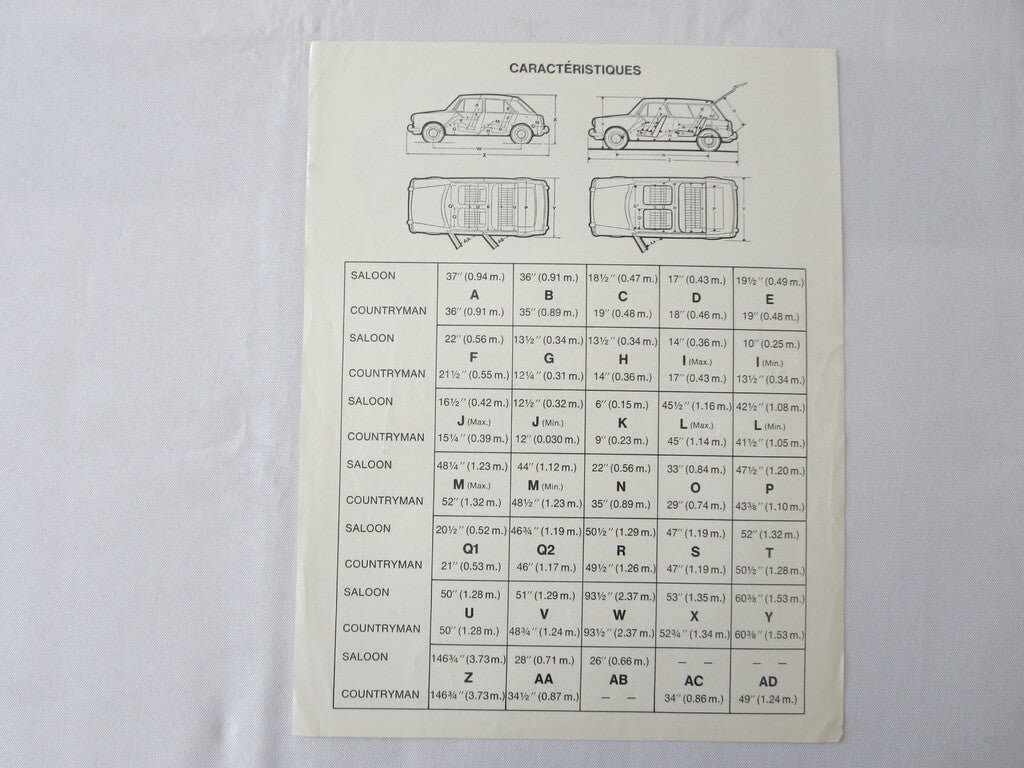 CARACTÉRISTIQUES
SALOON 37″ (0.94 m.) 36″ (0.91 m.) 18½″ (0.47 m.) 17″ (0.43 m.) 19½″ (0.49 m.)
A B C D E
COUNTRYMAN 36″ (0.91 m.) 35″ (0.89 m.) 19″ (0.48 m.) 18″ (0.46 m.) 19″ (0.48 m.)
SALOON 22″ (0.56 m.) 13½″ (0.34 m.) 13½″ (0.34 m.) 14″ (0.36 m.) 10″ (0.25 m.)
F G H I (Max.) I (Min.)
COUNTRYMAN 21½″ (0.55 m.) 12¼″ (0.31 m.) 14″ (0.36 m.) 17″ (0.43 m.) 13½″ (0.34 m.)
SALOON 16½″ (0.42 m.) 12½″ (0.32 m.) 6″ (0.15 m.) 45½″ (1.16 m.) 42½″ (1.08 m.)
J (Max.) J (Min.) K L (Max.) L (Min.)
COUNTRYMAN 15¼″ (0.39 m.) 12″ (0.030 m.) 9″ (0.23 m.) 45″ (1.14 m.) 41½″ (1.05 m.)
SALOON 48¼″ (1.23 m.) 44″ (1.12 m.) 22″ (0.56 m.) 33″ (0.84 m.) 47½″ (1.20 m.)
M (Max.) M (Min.) N O P
COUNTRYMAN 52″ (1.32 m.) 48½″ (1.23 m.) 35″ (0.89 m.) 29″ (0.74 m.) 43⅜″ (1.10 m.)
SALOON 20½″ (0.52 m.) 46¾″ (1.19 m.) 50½″ (1.29 m.) 47″ (1.19 m.) 52″ (1.32 m.)
Q1 Q2 R S T
COUNTRYMAN 21″ (0.53 m.) 46″ (1.17 m.) 49½″ (1.26 m.) 47″ (1.19 m.) 50½″ (1.28 m.)
SALOON 50″ (1.28 m.) 51″ (1.29 m.) 93½″ (2.37 m.) 53″ (1.35 m.) 60⅜″ (1.53 m.)
U V W X Y
COUNTRYMAN 50″ (1.28 m.) 48¾″ (1.24 m.) 93½″ (2.37 m.) 52¾″ (1.34 m.) 60⅜″ (1.53 m.)
SALOON 146¾″ (3.73 m.) 28″ (0.71 m.) 26″ (0.66 m.) — — — —
Z AA AB AC AD
COUNTRYMAN 146¾″ (3.73 m.) 34½″ (0.87 m.) — — 34″ (0.86 m.) 49″ (1.24 m.)